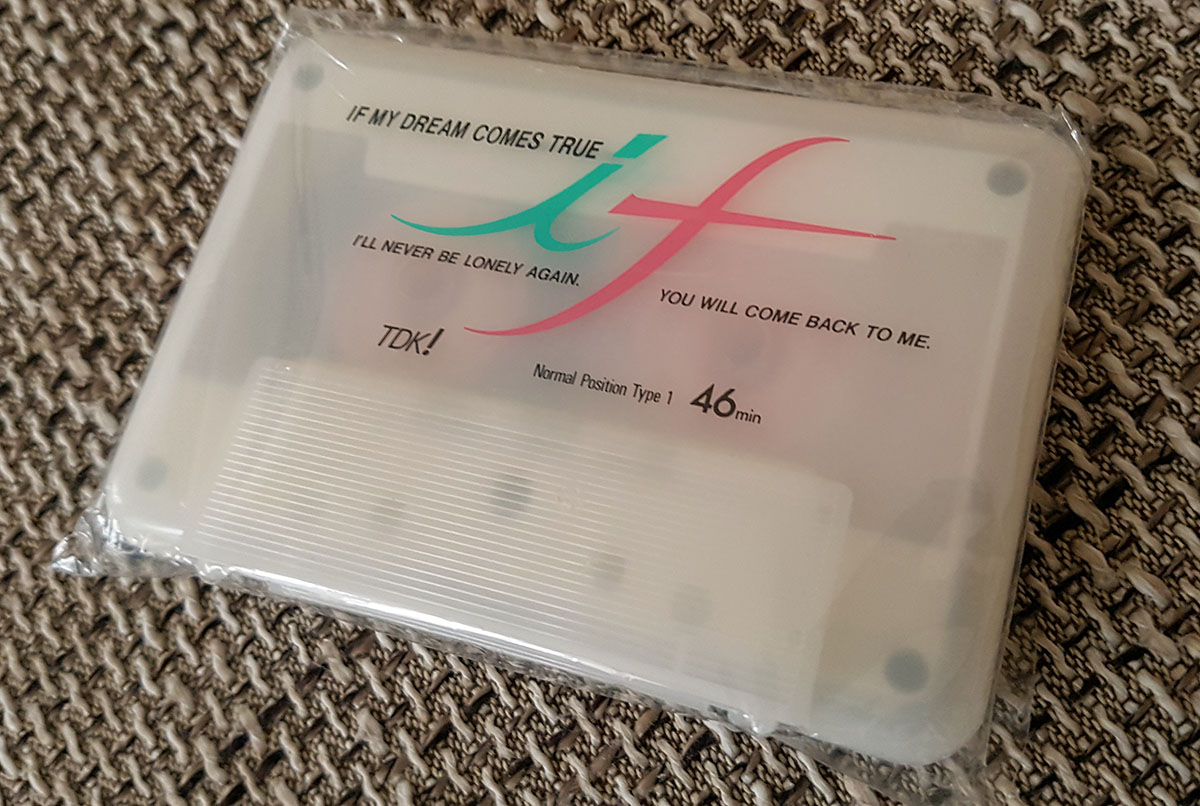 IF MY DREAM COMES TRUE
if
I'LL NEVER BE LONELY AGAIN.
YOU WILL COME BACK TO ME.
TDK!
Normal Position Type 1 46min